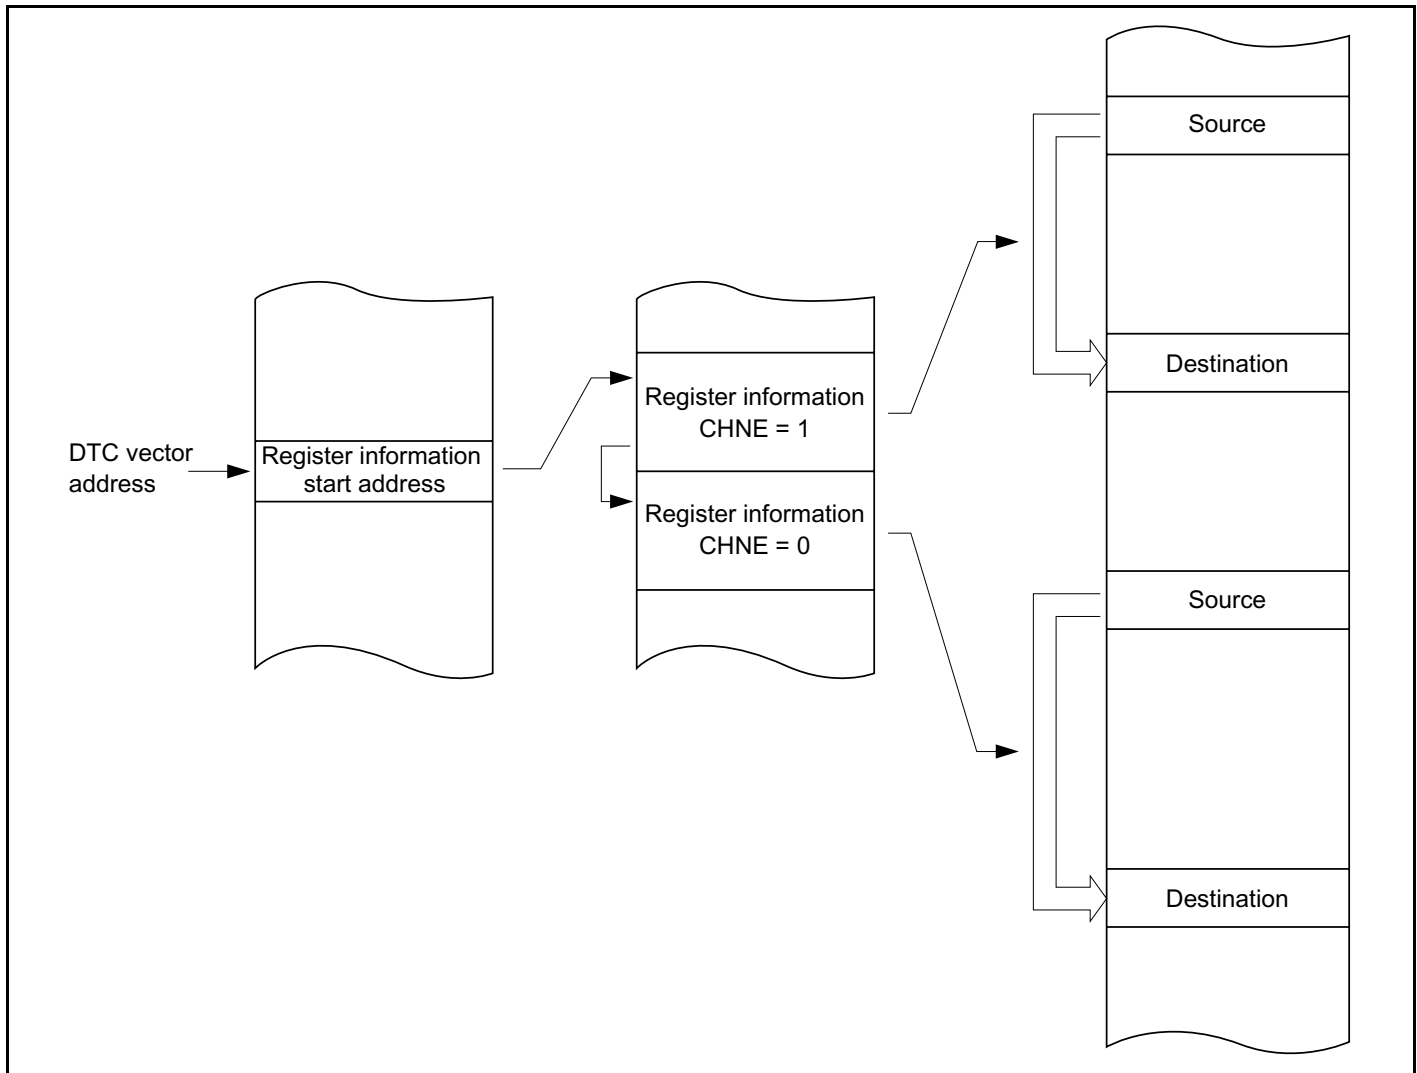 DTC vector
address
Register information
start address
Register information
CHNE = 1
Register information
CHNE = 0
Source
Destination
Source
Destination